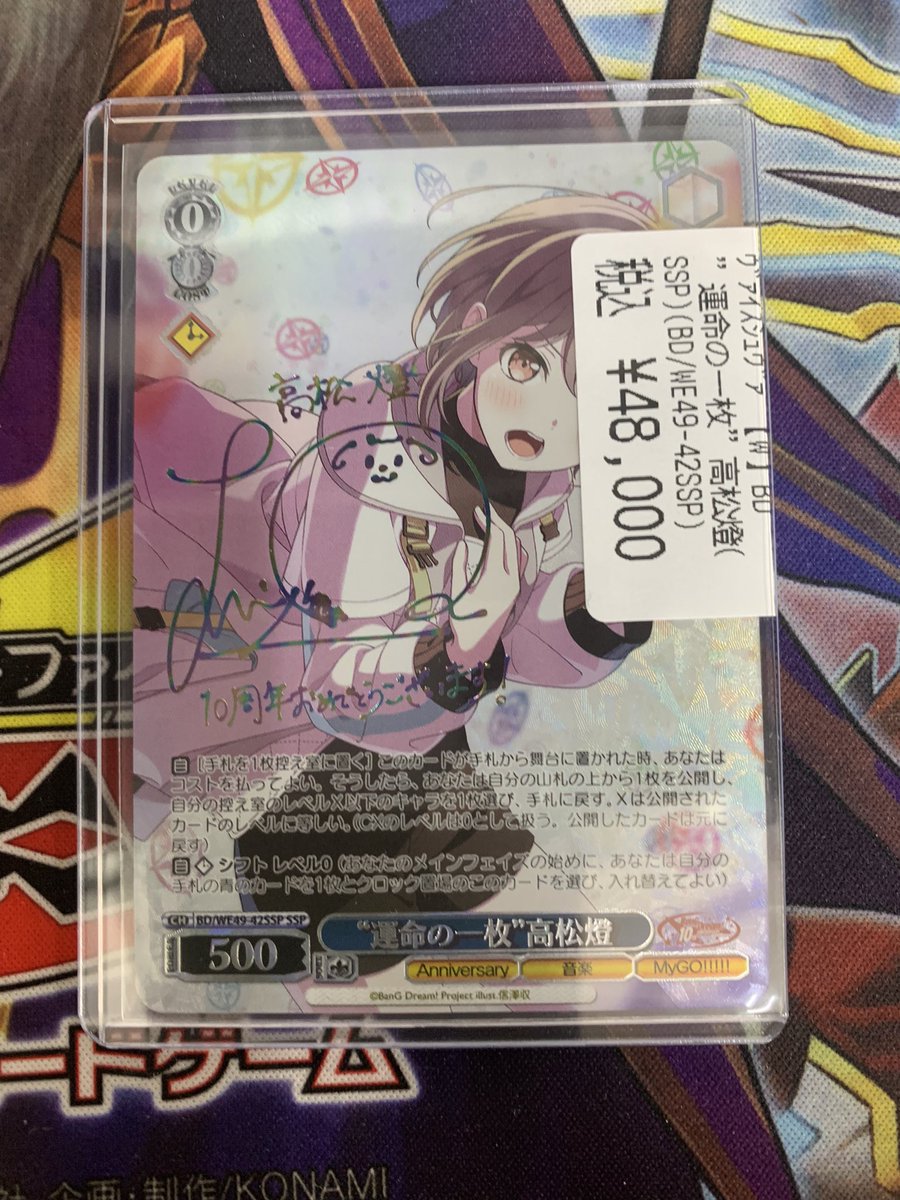 ヴァイスシュヴァ 【W】BD
"運命の一枚" 高松燈(
SSP)(BD/WE49-42SSP)
税込 ¥48,000
0
0
高松 燈
10周年おめでとうございます!
自 [手札を1枚控え室に置く] このカードが手札から舞台に置かれた時、あなたは
コストを払ってよい。そうしたら、あなたは自分の山札の上から1枚を公開し、
自分の控え室のレベルX以下のキャラを1枚選び、手札に戻す。Xは公開された
カードのレベルに等しい。(CXのレベルは0として扱う。公開したカードは元に
戻す)
自 シフト レベル0 (あなたのメインフェイズの始めに、あなたは自分の
手札の青のカードを1枚とクロック置場のこのカードを選び、入れ替えてよい)
CH BD/WE49-42SSP SSP
500
"運命の一枚"高松燈
Anniversary 音楽 MyGO!!!!!
©BanG Dream! Project illust.信澤収
ードゲーム
企画・制作/KONAMI